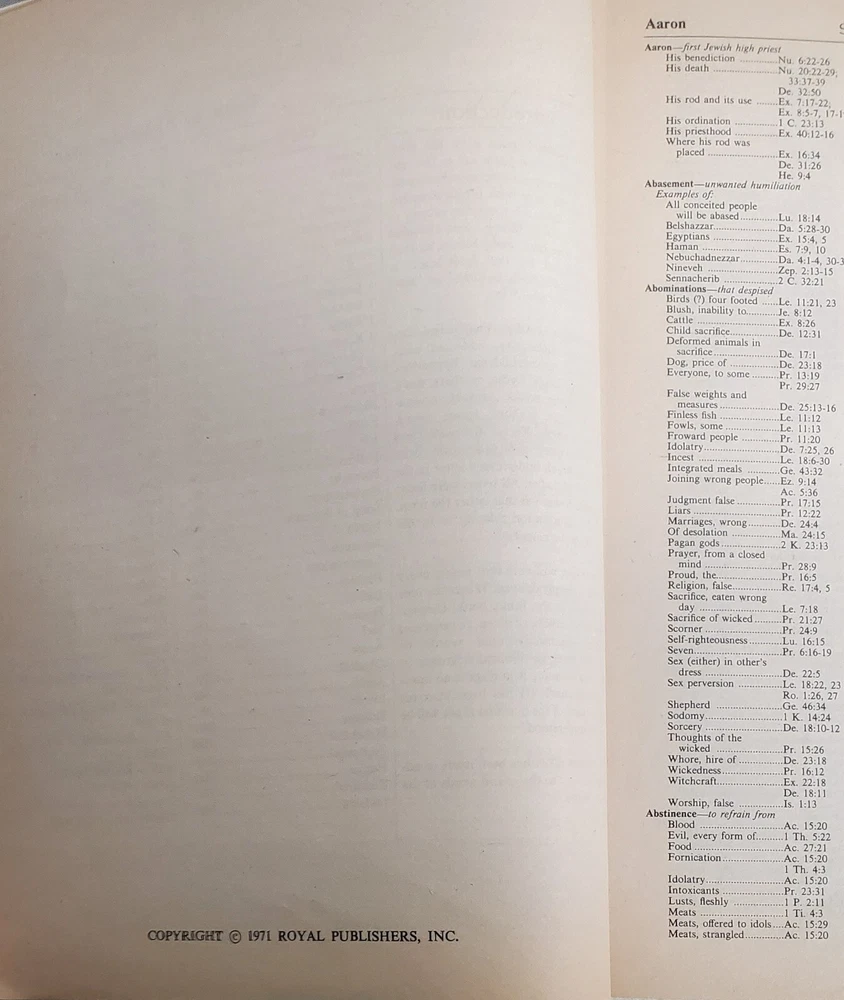 COPYRIGHT © 1971 ROYAL PUBLISHERS, INC.
Aaron
Aaron—first Jewish high priest
His benediction ............Nu. 6:22-26
His death .....................Nu. 20:22-29;
33:37-39
De. 32:50
His rod and its use .......Ex. 7:17-22;
Ex. 8:5-7, 17-1
His ordination ..............1 C. 23:13
His priesthood ..............Ex. 40:12-16
Where his rod was
placed .......................Ex. 16:34
De. 31:26
He. 9:4
Abasement—unwanted humiliation
Examples of:
All conceited people
will be abased............Lu. 18:14
Belshazzar....................Da. 5:28-30
Egyptians .....................Ex. 15:4, 5
Haman .........................Es. 7:9, 10
Nebuchadnezzar............Da. 4:1-4, 30-3
Nineveh .......................Zep. 2:13-15
Sennacherib .................2 C. 32:21
Abominations—that despised
Birds (?) four footed .....Le. 11:21, 23
Blush, inability to..........Je. 8:12
Cattle ..........................Ex. 8:26
Child sacrifice...............De. 12:31
Deformed animals in
sacrifice.....................De. 17:1
Dog, price of ................De. 23:18
Everyone, to some .........Pr. 13:19
Pr. 29:27
False weights and
measures ...................De. 25:13-16
Finless fish ...................Le. 11:12
Fowls, some ..................Le. 11:13
Froward people .............Pr. 11:20
Idolatry........................De. 7:25, 26
Incest ..........................Le. 18:6-30
Integrated meals ...........Ge. 43:32
Joining wrong people......Ez. 9:14
Ac. 5:36
Judgment false ..............Pr. 17:15
Liars ............................Pr. 12:22
Marriages, wrong...........De. 24:4
Of desolation ................Ma. 24:15
Pagan gods ...................2 K. 23:13
Prayer, from a closed
mind .........................Pr. 28:9
Proud, the.....................Pr. 16:5
Religion, false................Re. 17:4, 5
Sacrifice, eaten wrong
day ...........................Le. 7:18
Sacrifice of wicked .........Pr. 21:27
Scorner ........................Pr. 24:9
Self-righteousness ..........Lu. 16:15
Seven...........................Pr. 6:16-19
Sex (either) in other's
dress .........................De. 22:5
Sex perversion ..............Le. 18:22, 23
Ro. 1:26, 27
Shepherd ......................Ge. 46:34
Sodomy........................1 K. 14:24
Sorcery ........................De. 18:10-12
Thoughts of the
wicked ......................Pr. 15:26
Whore, hire of ...............De. 23:18
Wickedness...................Pr. 16:12
Witchcraft.....................Ex. 22:18
De. 18:11
Worship, false ...............Is. 1:13
Abstinence—to refrain from
Blood ...........................Ac. 15:20
Evil, every form of.........1 Th. 5:22
Food ............................Ac. 27:21
Fornication....................Ac. 15:20
1 Th. 4:3
Idolatry........................Ac. 15:20
Intoxicants ...................Pr. 23:31
Lusts, fleshly ................1 P. 2:11
Meats ...........................1 Ti. 4:3
Meats, offered to idols....Ac. 15:29
Meats, strangled.............Ac. 15:20